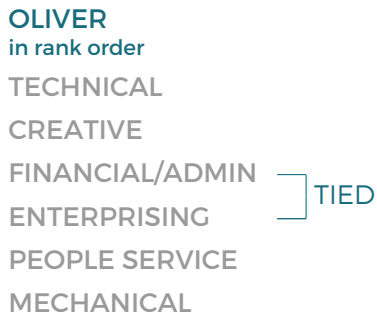 OLIVER
in rank order
TECHNICAL
CREATIVE
FINANCIAL/ADMIN
TIED
ENTERPRISING
PEOPLE SERVICE
MECHANICAL